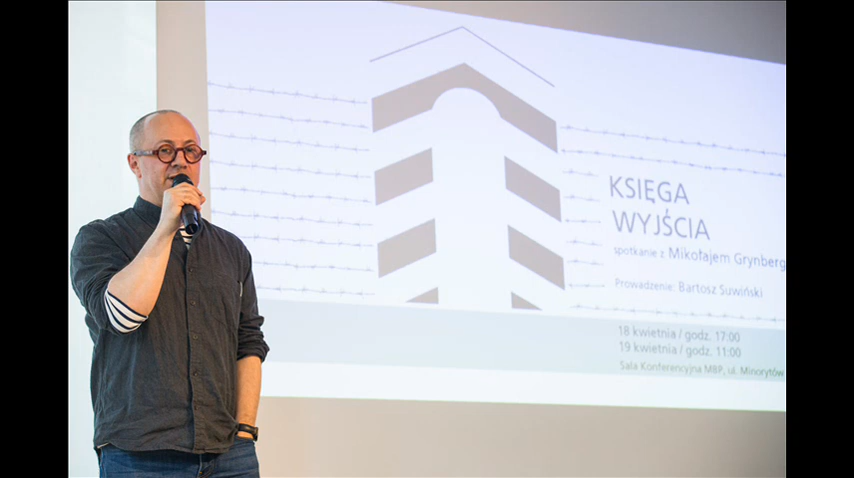 KSIĘGA
WYJŚCIA
spotkanie z Mikołajem Grynberg
Prowadzenie: Bartosz Suwiński
18 kwietnia / godz. 17:00
19 kwietnia / godz. 11:00
Sala Konferencyjna MBP, ul. Minorytów